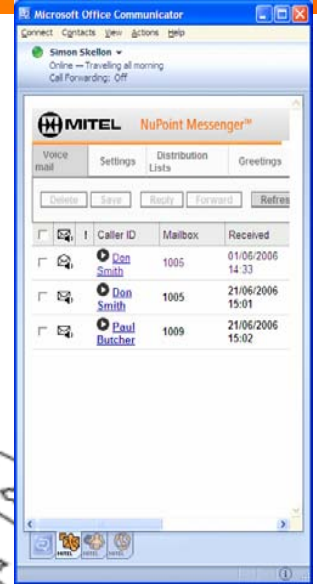 Microsoft Office Communicator
Connect Contacts View Actions Help
Simon Skellon
Online — Travelling all morning
Call Forwarding: Off
MITEL NuPoint Messenger™
Voice mail Settings Distribution Lists Greetings
Delete Save Reply Forward Refres
! Caller ID Mailbox Received
Don Smith 1005 01/06/2006 14:33
Don Smith 1005 21/06/2006 15:01
Paul Butcher 1009 21/06/2006 15:02
MITEL MITEL MITEL